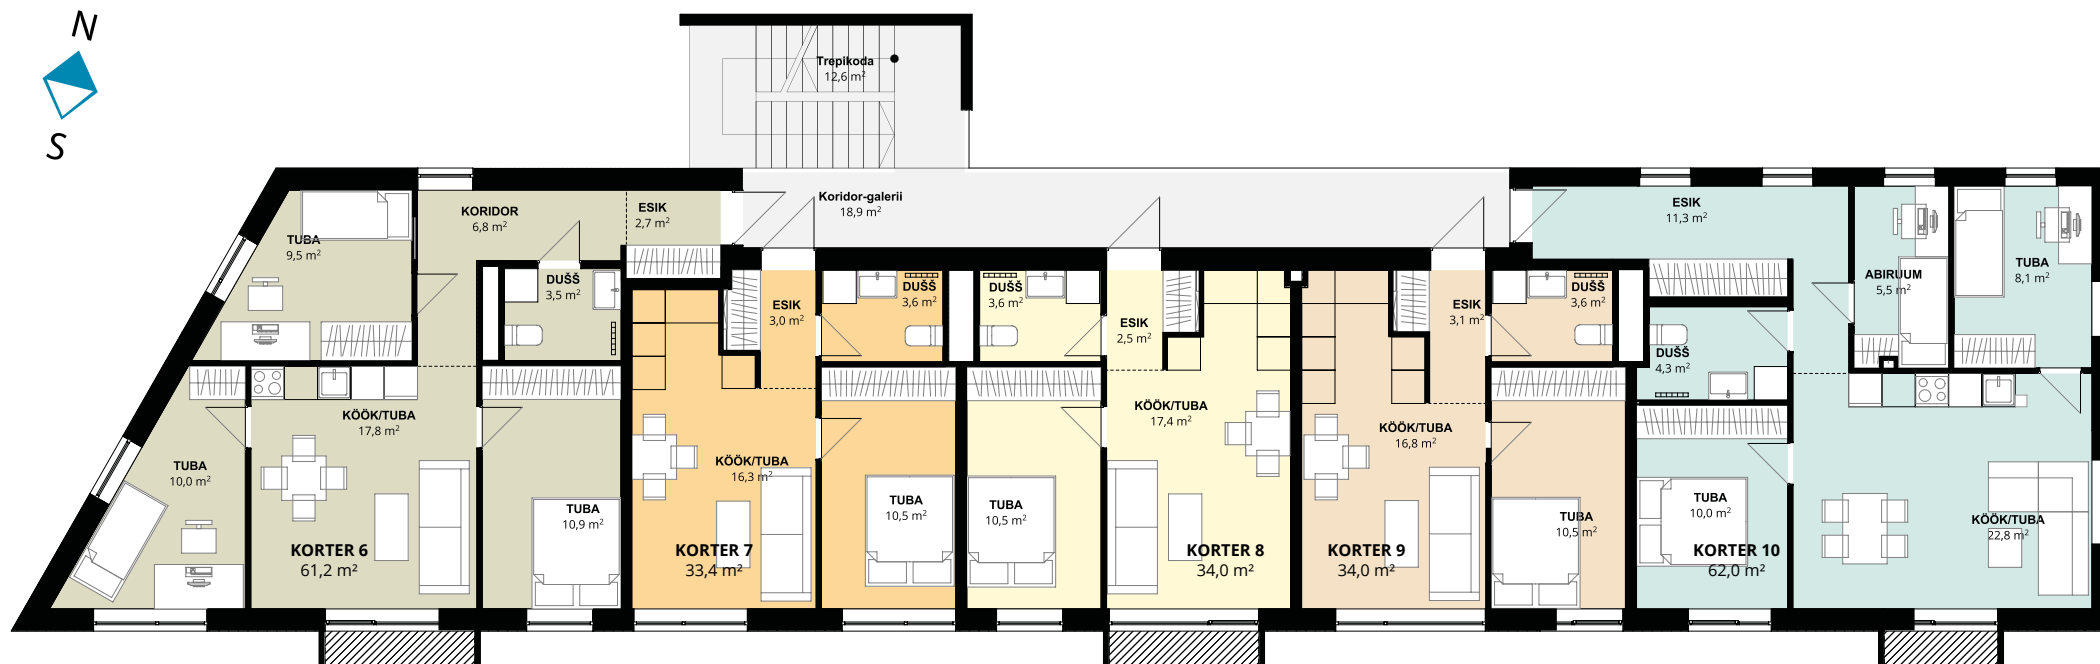 N
S
Trepikoda
12,6 m²
Koridor-galerii
18,9 m²
TUBA
9,5 m²
KORIDOR
6,8 m²
ESIK
2,7 m²
DUŠŠ
3,5 m²
KÖÖK/TUBA
17,8 m²
TUBA
10,0 m²
TUBA
10,9 m²
KORTER 6
61,2 m²
ESIK
3,0 m²
DUŠŠ
3,6 m²
KÖÖK/TUBA
16,3 m²
TUBA
10,5 m²
KORTER 7
33,4 m²
DUŠŠ
3,6 m²
ESIK
2,5 m²
KÖÖK/TUBA
17,4 m²
TUBA
10,5 m²
KORTER 8
34,0 m²
ESIK
3,1 m²
DUŠŠ
3,6 m²
KÖÖK/TUBA
16,8 m²
TUBA
10,5 m²
KORTER 9
34,0 m²
ESIK
11,3 m²
ABIRUUM
5,5 m²
TUBA
8,1 m²
DUŠŠ
4,3 m²
TUBA
10,0 m²
KÖÖK/TUBA
22,8 m²
KORTER 10
62,0 m²